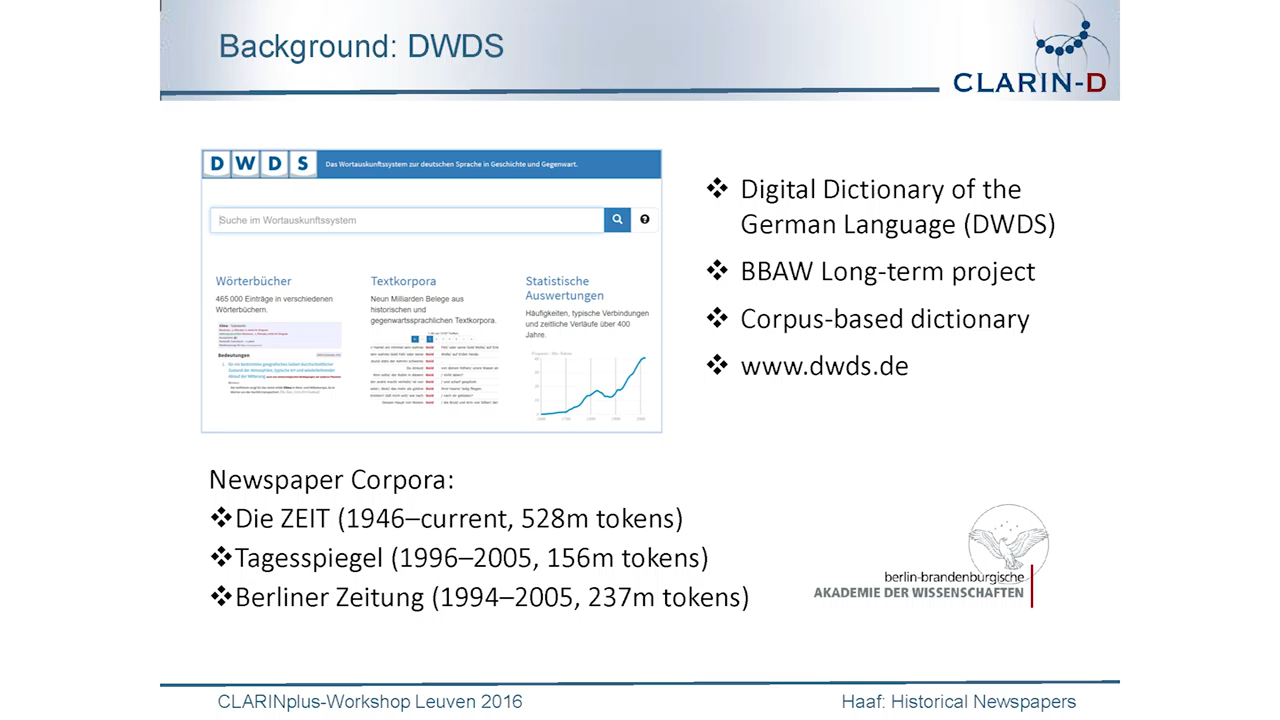 Background: DWDS
CLARIN-D
D W D S
Das Wortauskunftssystem zur deutschen Sprache in Geschichte und Gegenwart.
Suche im Wortauskunftssystem
Wörterbücher
465 000 Einträge in verschiedenen
Wörterbüchern.
Bedeutungen
Textkorpora
Neun Milliarden Belege aus
historischen und
gegenwartssprachlichen Textkorpora.
Statistische
Auswertungen
Häufigkeiten, typische Verbindungen
und zeitliche Verläufe über 400
Jahre.
❖ Digital Dictionary of the
German Language (DWDS)
❖ BBAW Long-term project
❖ Corpus-based dictionary
❖ www.dwds.de
Newspaper Corpora:
❖Die ZEIT (1946–current, 528m tokens)
❖Tagesspiegel (1996–2005, 156m tokens)
❖Berliner Zeitung (1994–2005, 237m tokens)
berlin-brandenburgische
AKADEMIE DER WISSENSCHAFTEN
CLARINplus-Workshop Leuven 2016
Haaf: Historical Newspapers